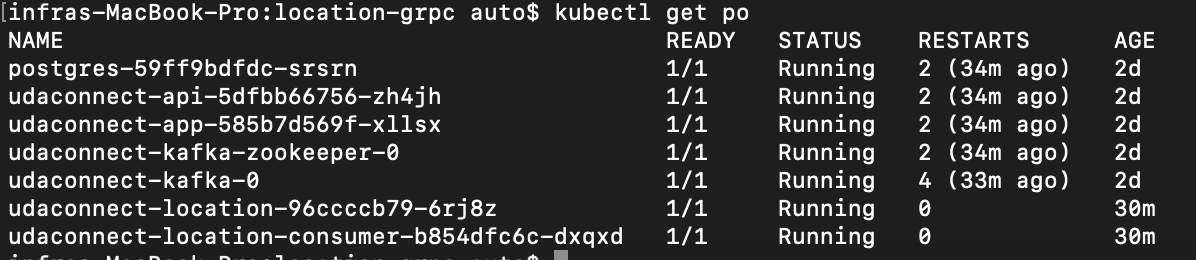 [infras-MacBook-Pro:location-grpc auto$ kubectl get po
NAME READY STATUS RESTARTS AGE
postgres-59ff9bdfdc-srsrn 1/1 Running 2 (34m ago) 2d
udaconnect-api-5dfbb66756-zh4jh 1/1 Running 2 (34m ago) 2d
udaconnect-app-585b7d569f-xllsx 1/1 Running 2 (34m ago) 2d
udaconnect-kafka-zookeeper-0 1/1 Running 2 (34m ago) 2d
udaconnect-kafka-0 1/1 Running 4 (33m ago) 2d
udaconnect-location-96ccccb79-6rj8z 1/1 Running 0 30m
udaconnect-location-consumer-b854dfc6c-dxqxd 1/1 Running 0 30m
infras-MacBook-Pro:location-grpc auto$